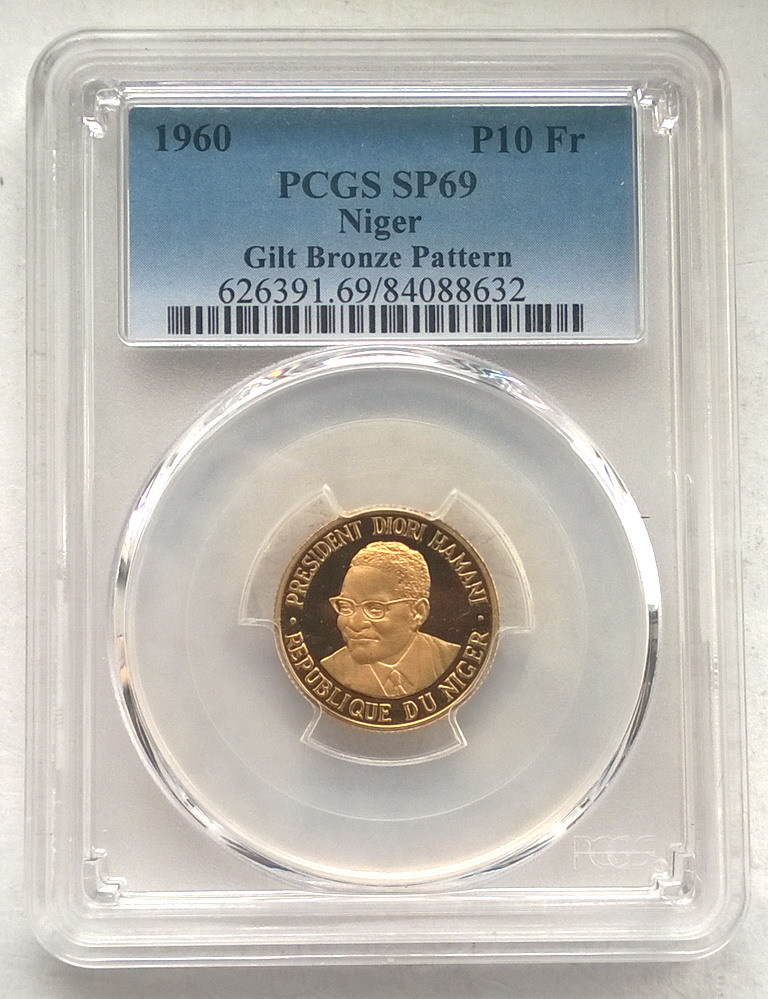 1960 P10 Fr
PCGS SP69
Niger
Gilt Bronze Pattern
626391.69/84088632
PRESIDENT DIORI HAMANI
· REPUBLIQUE DU NIGER ·
PCGS